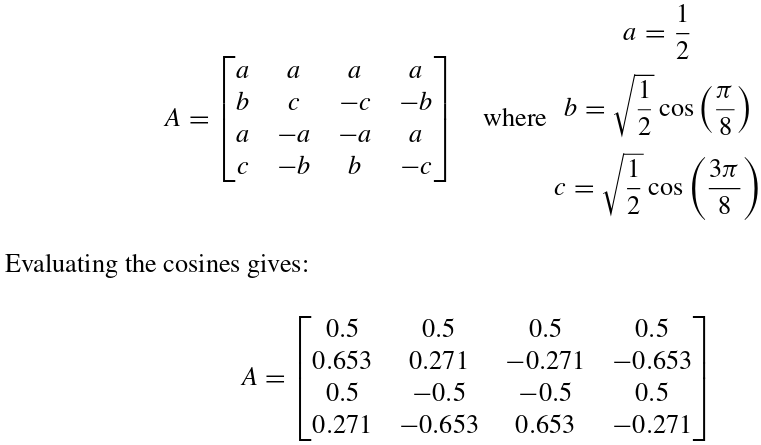 a = 1/2
A = [a a a a
b c −c −b
a −a −a a
c −b b −c] where b = √(1/2) cos(π/8)
c = √(1/2) cos(3π/8)
Evaluating the cosines gives:
A = [0.5 0.5 0.5 0.5
0.653 0.271 −0.271 −0.653
0.5 −0.5 −0.5 0.5
0.271 −0.653 0.653 −0.271]